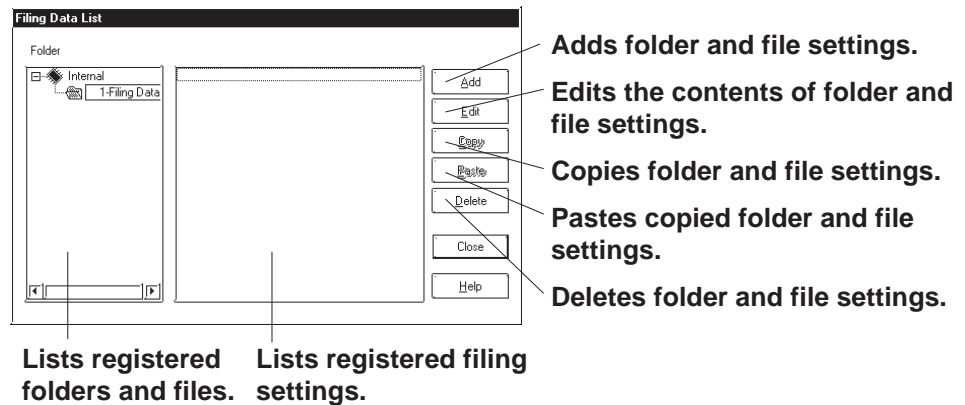 Filing Data List
Folder
Internal
1-Filing Data
Add
Edit
Copy
Paste
Delete
Close
Help
Adds folder and file settings.
Edits the contents of folder and
file settings.
Copies folder and file settings.
Pastes copied folder and file
settings.
Deletes folder and file settings.
Lists registered
folders and files.
Lists registered filing
settings.